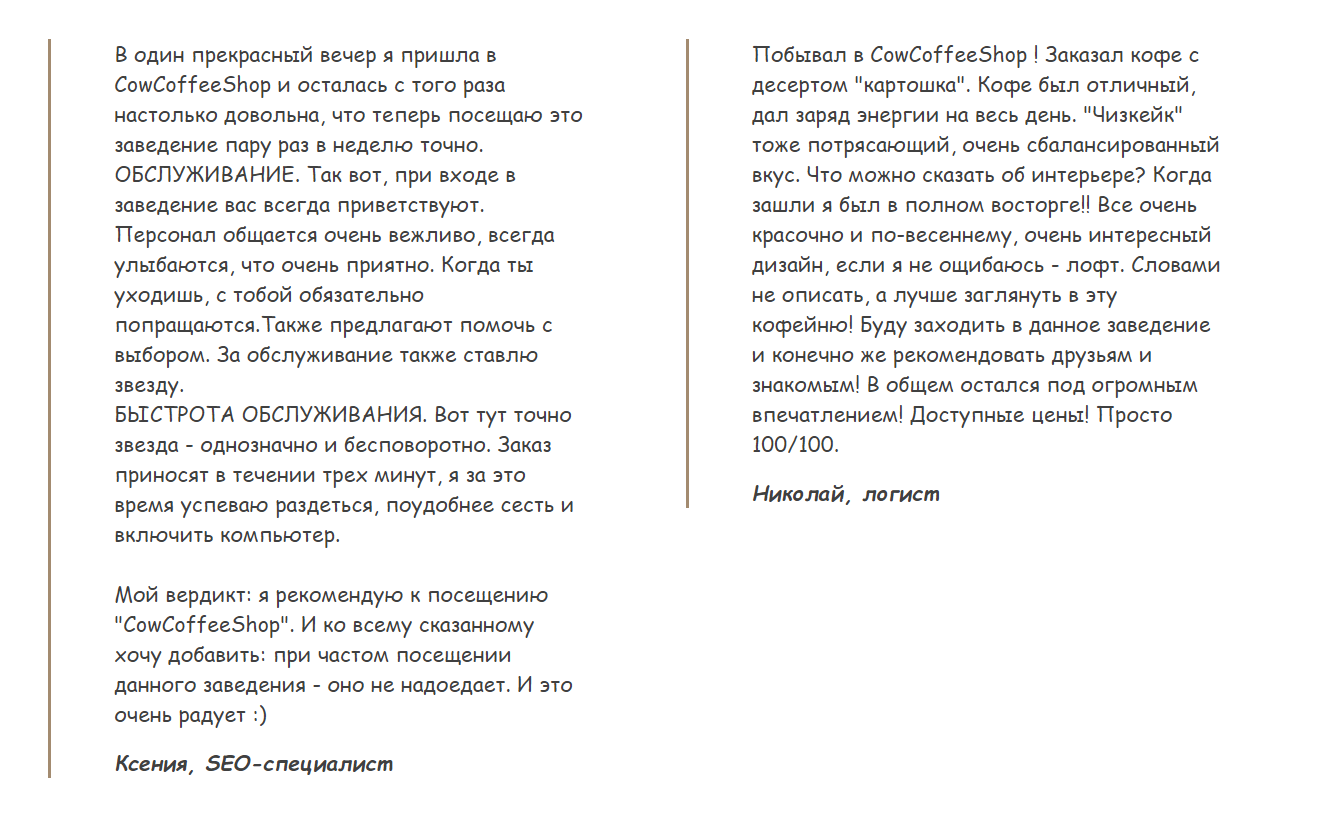 В один прекрасный вечер я пришла в
CowCoffeeShop и осталась с того раза
настолько довольна, что теперь посещаю это
заведение пару раз в неделю точно.
ОБСЛУЖИВАНИЕ. Так вот, при входе в
заведение вас всегда приветствуют.
Персонал общается очень вежливо, всегда
улыбаются, что очень приятно. Когда ты
уходишь, с тобой обязательно
попращаются.Также предлагают помочь с
выбором. За обслуживание также ставлю
звезду.
БЫСТРОТА ОБСЛУЖИВАНИЯ. Вот тут точно
звезда - однозначно и бесповоротно. Заказ
приносят в течении трех минут, я за это
время успеваю раздеться, поудобнее сесть и
включить компьютер.
Мой вердикт: я рекомендую к посещению
"CowCoffeeShop". И ко всему сказанному
хочу добавить: при частом посещении
данного заведения - оно не надоедает. И это
очень радует :)
Ксения, SEO-специалист
Побывал в CowCoffeeShop ! Заказал кофе с
десертом "картошка". Кофе был отличный,
дал заряд энергии на весь день. "Чизкейк"
тоже потрясающий, очень сбалансированный
вкус. Что можно сказать об интерьере? Когда
зашли я был в полном восторге!! Все очень
красочно и по-весеннему, очень интересный
дизайн, если я не ощибаюсь - лофт. Словами
не описать, а лучше заглянуть в эту
кофейню! Буду заходить в данное заведение
и конечно же рекомендовать друзьям и
знакомым! В общем остался под огромным
впечатлением! Доступные цены! Просто
100/100.
Николай, логист